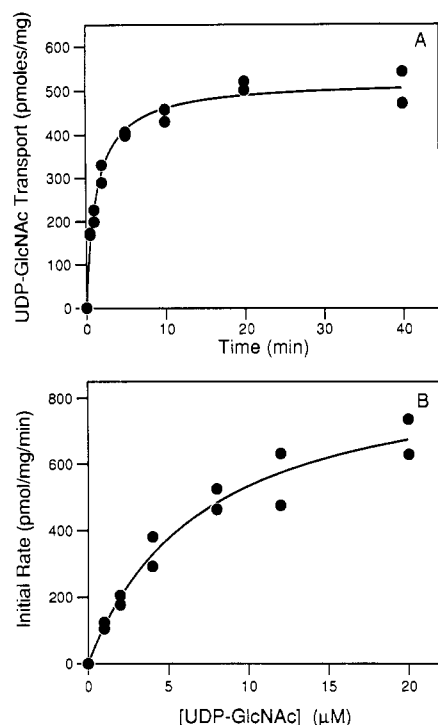 A
UDP-GlcNAc Transport (pmoles/mg)
600
500
400
300
200
100
0
0 10 20 30 40
Time (min)
B
Initial Rate (pmol/mg/min)
800
600
400
200
0
0 5 10 15 20
[UDP-GlcNAc] (μM)